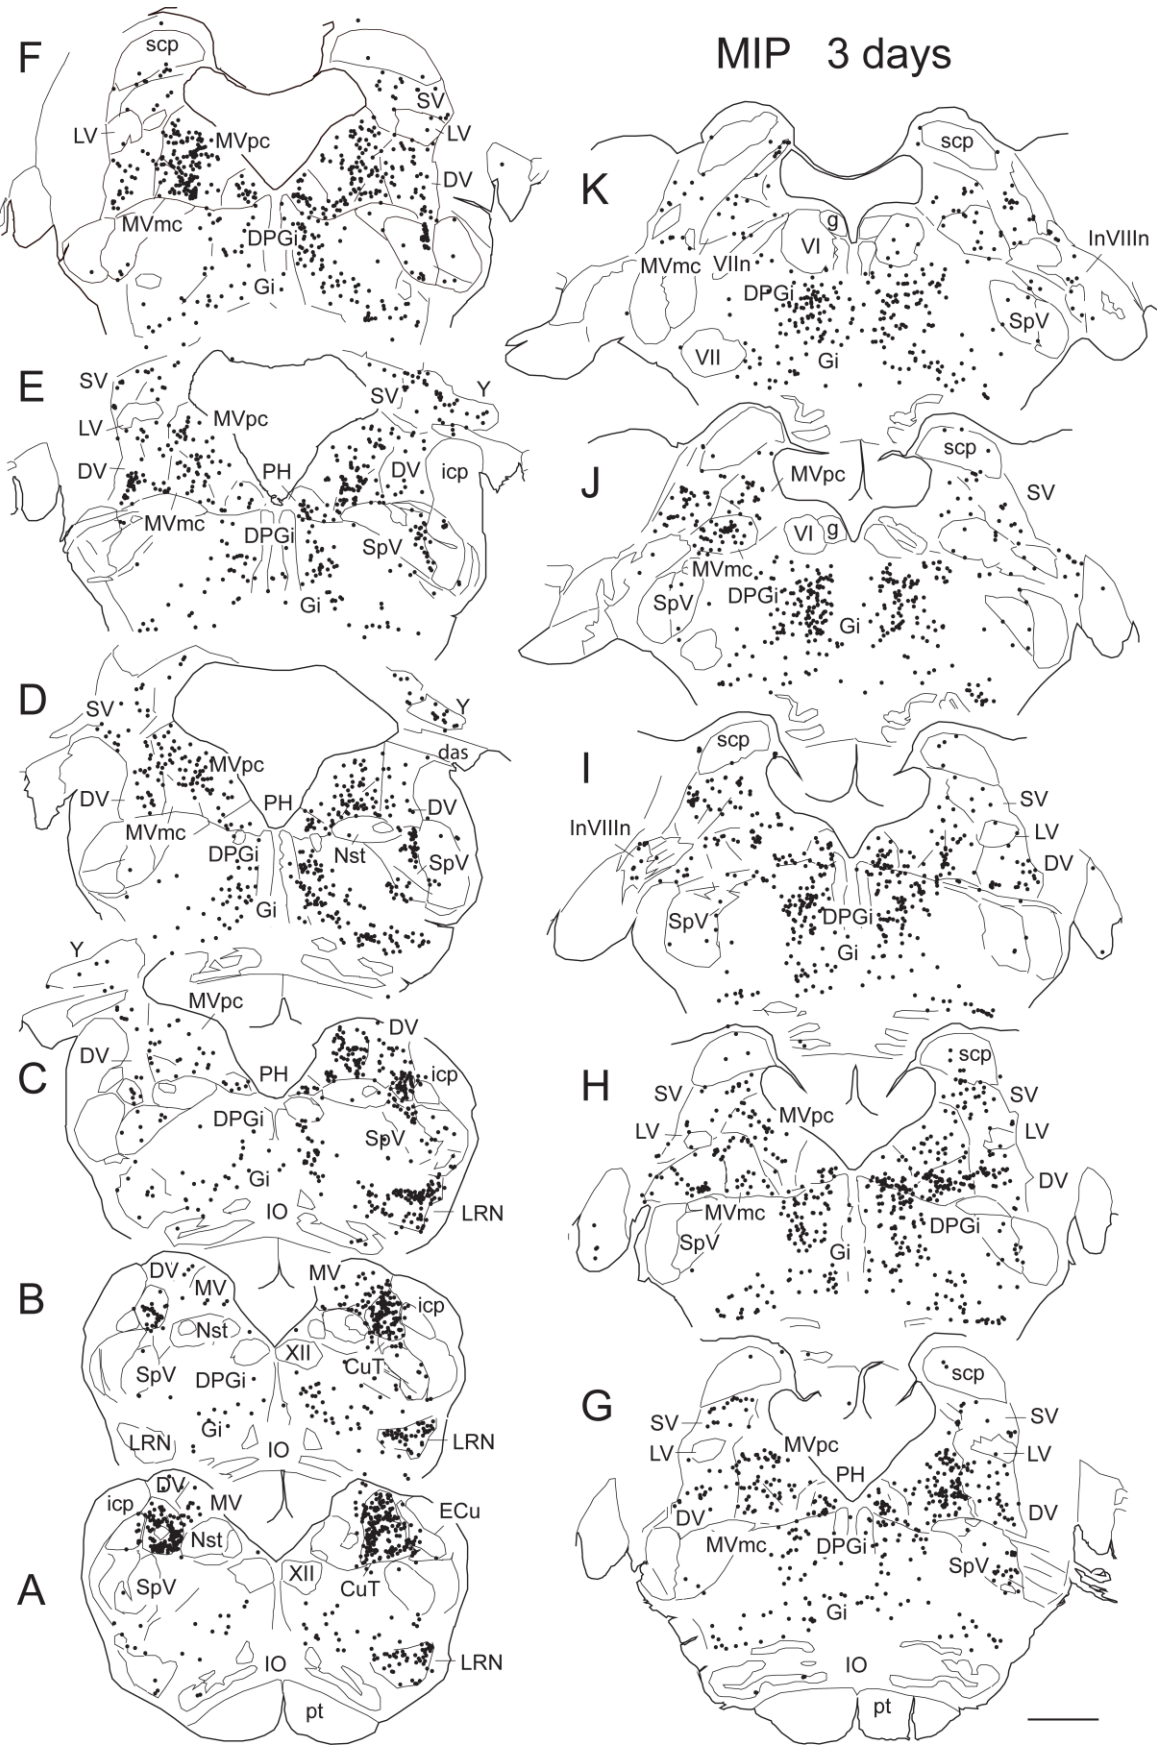 MIP 3 days
F
scp
SV
LV
MVpc
LV
DV
MVmc
DPGi
Gi
E
SV
Y
SV
MVpc
LV
PH
DV
DV
icp
MVmc
DPGi
SpV
Gi
D
SV
Y
das
MVpc
DV
PH
DV
MVmc
DPGi
Nst
SpV
Gi
Y
MVpc
DV
DV
C
PH
icp
DPGi
SpV
Gi
IO
LRN
B
DV
MV
MV
icp
Nst
XII
SpV
DPGi
CuT
Gi
LRN
IO
LRN
A
DV
icp
MV
ECu
Nst
XII
SpV
CuT
IO
LRN
pt
K
scp
g
VI
InVIIIn
MVmc
VIIn
DPGi
SpV
VII
Gi
J
scp
MVpc
SV
VI
g
MVmc
DPGi
SpV
Gi
I
scp
SV
InVIIIn
LV
DV
SpV
DPGi
Gi
H
scp
SV
SV
MVpc
LV
LV
DV
MVmc
DPGi
SpV
Gi
G
scp
SV
SV
MVpc
LV
LV
PH
DV
DV
MVmc
DPGi
SpV
Gi
IO
pt